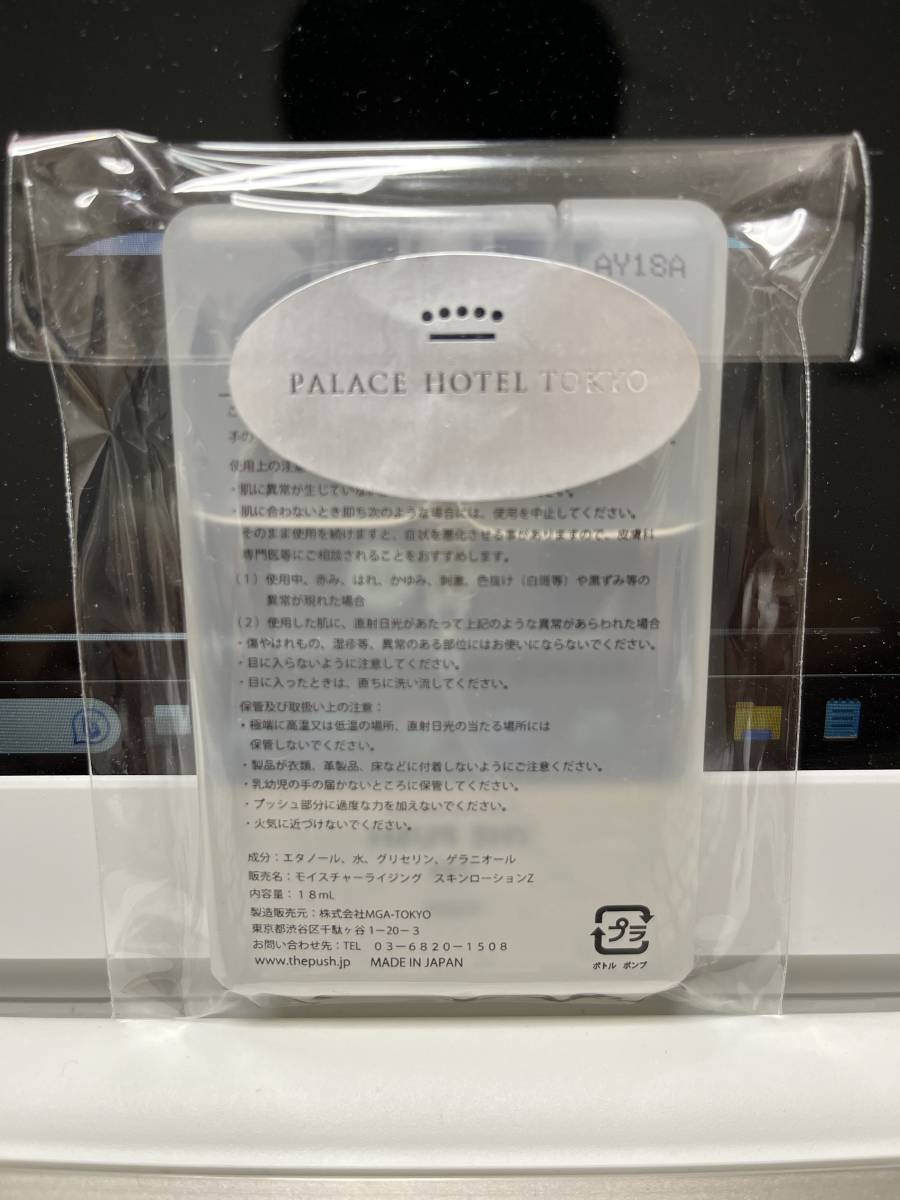 AY18A
PALACE HOTEL TOKYO
手の
使用上の注意
・肌に異常が生じていない
・肌に合わないとき即ち次のような場合には、使用を中止してください。
そのまま使用を続けますと、症状を悪化させる事がありますので、皮膚科
専門医等にご相談されることをおすすめします。
（1）使用中、赤み、はれ、かゆみ、刺激、色抜け（白斑等）や黒ずみ等の
異常が現れた場合
（2）使用した肌に、直射日光があたって上記のような異常があらわれた場合
・傷やはれもの、湿疹等、異常のある部位にはお使いにならないでください。
・目に入らないように注意してください。
・目に入ったときは、直ちに洗い流してください。
保管及び取扱い上の注意：
・極端に高温又は低温の場所、直射日光の当たる場所には
保管しないでください。
・製品が衣類、革製品、床などに付着しないようにご注意ください。
・乳幼児の手の届かないところに保管してください。
・プッシュ部分に過度な力を加えないでください。
・火気に近づけないでください。
成分：エタノール、水、グリセリン、ゲラニオール
販売名：モイスチャーライジング　スキンローションZ
内容量：１８mL
製造販売元：株式会社MGA-TOKYO
東京都渋谷区千駄ヶ谷1−20−3
お問い合わせ先：TEL　０３−６８２０−１５０８
www.thepush.jp　MADE IN JAPAN
プラ
ボトル ポンプ